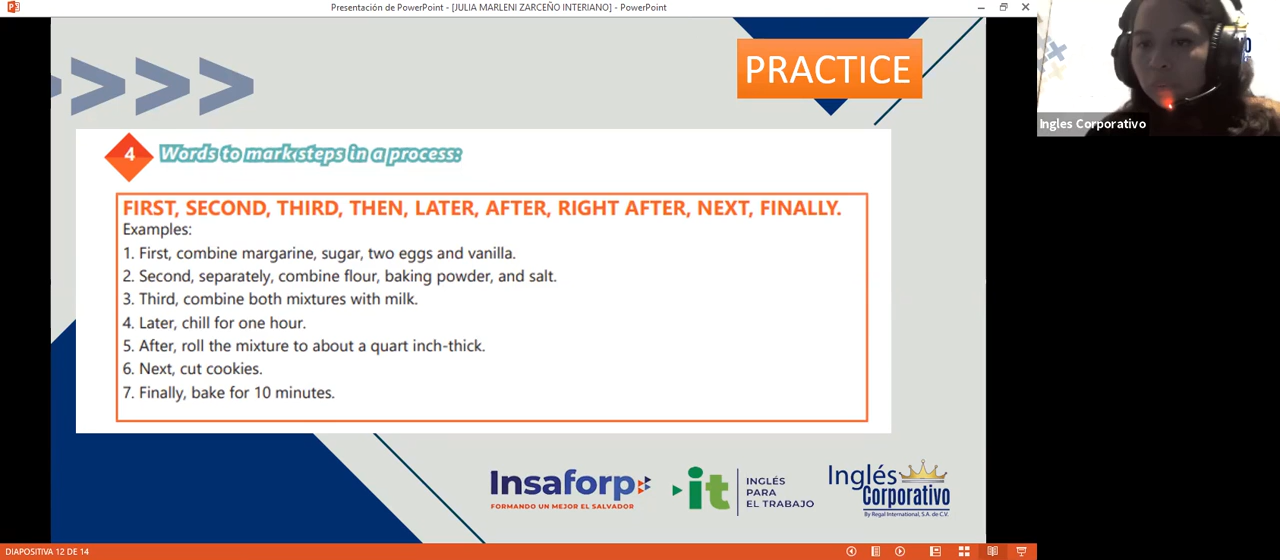 Presentación de PowerPoint - [JULIA MARLENI ZARCEÑO INTERIANO] - PowerPoint
PRACTICE
Ingles Corporativo
4 Words to mark steps in a process:
FIRST, SECOND, THIRD, THEN, LATER, AFTER, RIGHT AFTER, NEXT, FINALLY.
Examples:
1. First, combine margarine, sugar, two eggs and vanilla.
2. Second, separately, combine flour, baking powder, and salt.
3. Third, combine both mixtures with milk.
4. Later, chill for one hour.
5. After, roll the mixture to about a quart inch-thick.
6. Next, cut cookies.
7. Finally, bake for 10 minutes.
Insaforp
FORMANDO UN MEJOR EL SALVADOR
it
INGLÉS
PARA
EL TRABAJO
Inglés
Corporativo
By Regal International, S.A. de C.V.
DIAPOSITIVA 12 DE 14